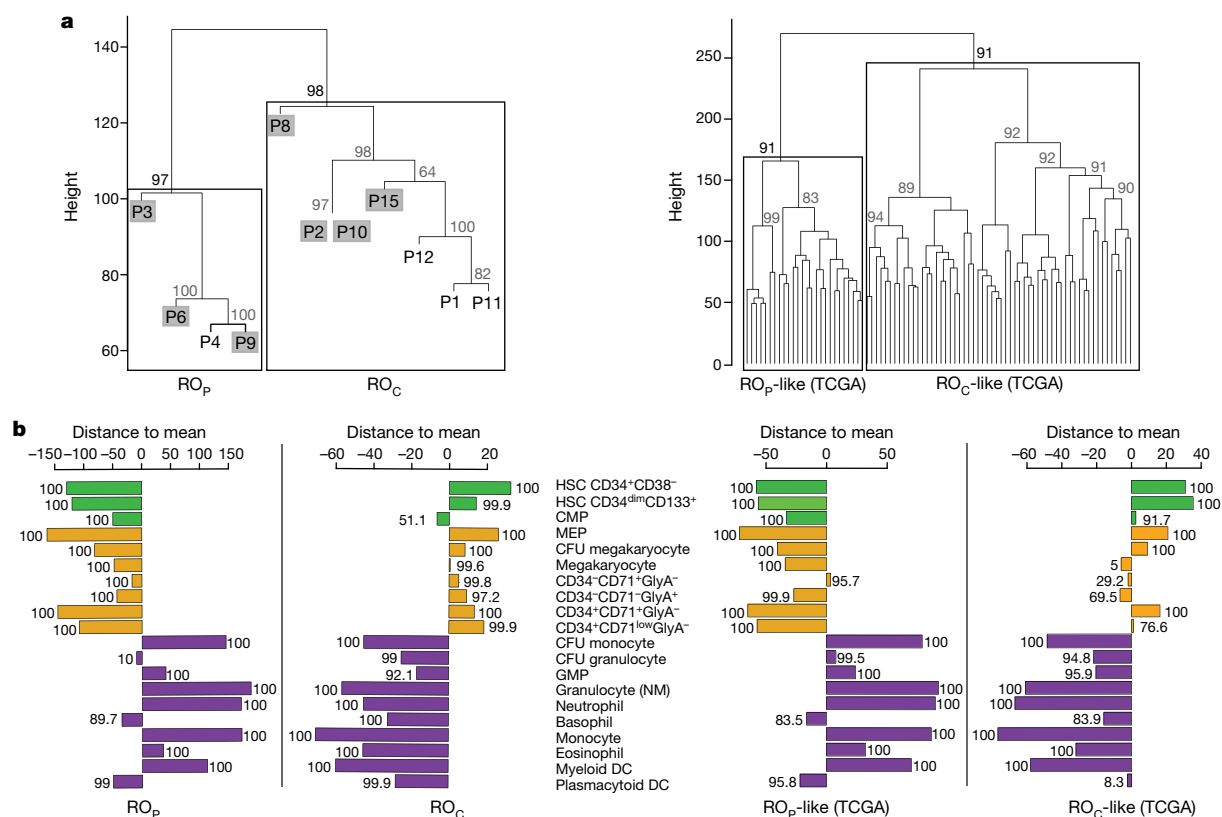 a
Height
140
120
100
80
60
98
97
98
64
97
100
82
100
100
P8
P3
P15
P2 P10
P12
P1 P11
P6
P4 P9
RO_P
RO_C
Height
250
200
150
100
50
0
91
91
92
92
91
90
89
94
99
83
RO_P-like (TCGA)
RO_C-like (TCGA)
b
Distance to mean
−150 −100 −50 0 50 100 150
100
100
100
100
100
100
100
100
100
100
100
10
100
100
100
89.7
100
100
100
99
RO_P
Distance to mean
−60 −40 −20 0 20
100
99.9
51.1
100
100
99.6
99.8
97.2
100
99.9
100
99
92.1
100
100
100
100
100
100
99.9
RO_C
HSC CD34⁺CD38⁻
HSC CD34ᵈⁱᵐCD133⁺
CMP
MEP
CFU megakaryocyte
Megakaryocyte
CD34⁻CD71⁺GlyA⁻
CD34⁻CD71⁻GlyA⁺
CD34⁺CD71⁺GlyA⁻
CD34⁺CD71ˡᵒʷGlyA⁻
CFU monocyte
CFU granulocyte
GMP
Granulocyte (NM)
Neutrophil
Basophil
Monocyte
Eosinophil
Myeloid DC
Plasmacytoid DC
Distance to mean
−50 0 50
100
100
100
100
100
100
95.7
99.9
100
100
100
99.5
100
100
100
83.5
100
100
100
95.8
RO_P-like (TCGA)
Distance to mean
−60 −40 −20 0 20 40
100
100
91.7
100
100
5
29.2
69.5
100
76.6
100
94.8
95.9
100
100
83.9
100
100
100
8.3
RO_C-like (TCGA)